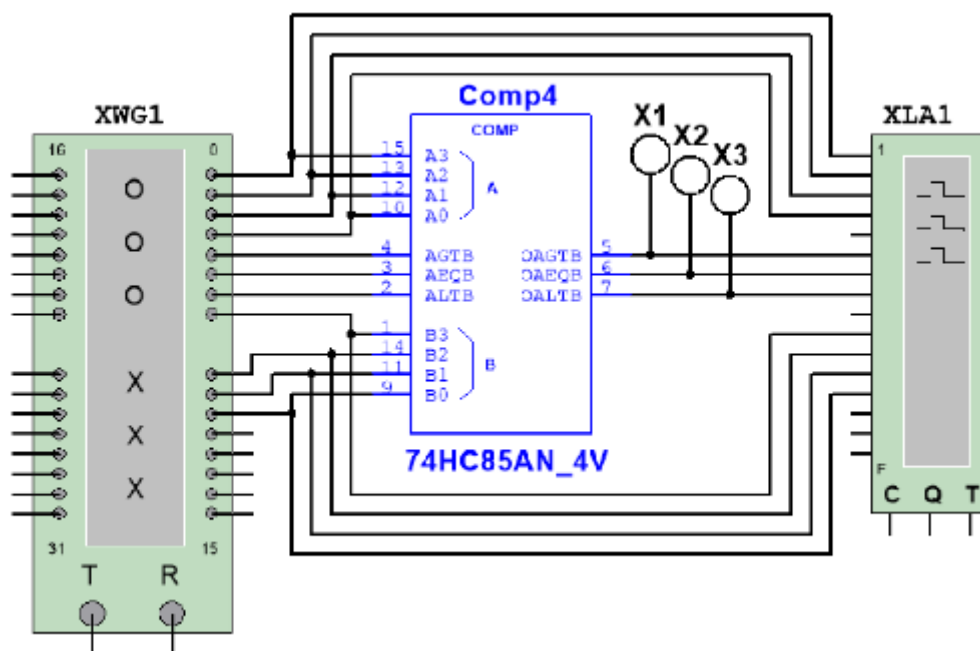 Comp4
XWG1
XLA1
COMP
X1
X2
X3
16
0
1
O
O
O
X
X
X
31
15
T
R
15 A3
13 A2
12 A1
10 A0
A
4 AGTB
3 AEQB
2 ALTB
OAGTB 5
OAEQB 6
OALTB 7
1 B3
14 B2
11 B1
9 B0
B
74HC85AN_4V
F
C Q T